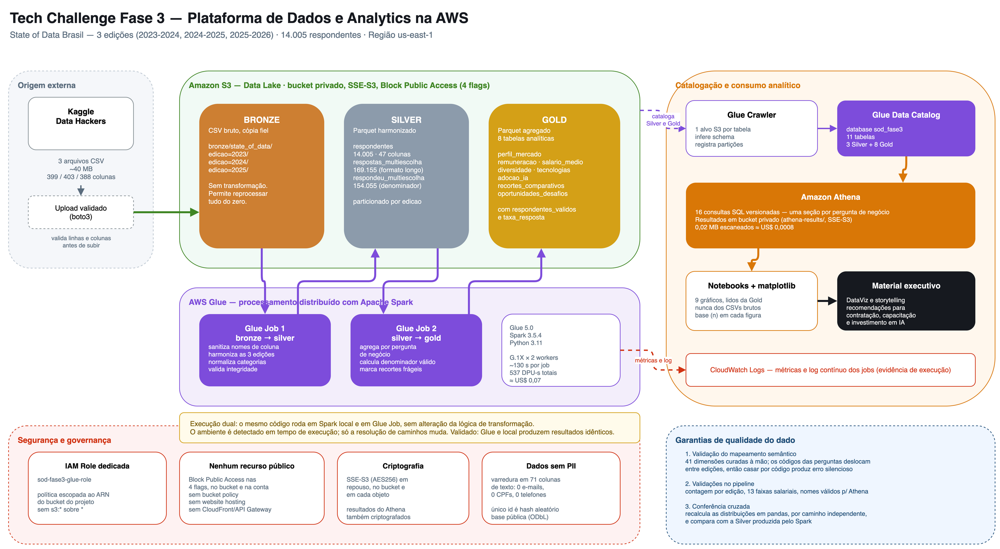 Tech Challenge Fase 3 — Plataforma de Dados e Analytics na AWS
State of Data Brasil — 3 edições (2023-2024, 2024-2025, 2025-2026) · 14.005 respondentes · Região us-east-1
Origem externa
Kaggle
Data Hackers
3 arquivos CSV
~40 MB
399 / 403 / 388 colunas
Upload validado
(boto3)
valida linhas e colunas
antes de subir
Amazon S3 — Data Lake · bucket privado, SSE-S3, Block Public Access (4 flags)
BRONZE
CSV bruto, cópia fiel
bronze/state_of_data/
edicao=2023/
edicao=2024/
edicao=2025/
Sem transformação.
Permite reprocessar
tudo do zero.
SILVER
Parquet harmonizado
respondentes
14.005 · 47 colunas
respostas_multiescolha
169.155 (formato longo)
respondeu_multiescolha
154.055 (denominador)
particionado por edicao
GOLD
Parquet agregado
8 tabelas analíticas
perfil_mercado
remuneracao · salario_medio
diversidade · tecnologias
adocao_ia
recortes_comparativos
oportunidades_desafios
com respondentes_validos
e taxa_resposta
cataloga
Silver e Gold
Catalogação e consumo analítico
Glue Crawler
1 alvo S3 por tabela
infere schema
registra partições
Glue Data Catalog
database sod_fase3
11 tabelas
3 Silver + 8 Gold
Amazon Athena
16 consultas SQL versionadas — uma seção por pergunta de negócio
Resultados em bucket privado (athena-results/, SSE-S3)
0,02 MB escaneados ≈ US$ 0,0008
Notebooks + matplotlib
9 gráficos, lidos da Gold
nunca dos CSVs brutos
base (n) em cada figura
Material executivo
DataViz e storytelling
recomendações para
contratação, capacitação
e investimento em IA
CloudWatch Logs — métricas e log contínuo dos jobs (evidência de execução)
AWS Glue — processamento distribuído com Apache Spark
Glue Job 1
bronze → silver
sanitiza nomes de coluna
harmoniza as 3 edições
normaliza categorias
valida integridade
Glue Job 2
silver → gold
agrega por pergunta
de negócio
calcula denominador válido
marca recortes frágeis
Glue 5.0
Spark 3.5.4
Python 3.11
G.1X × 2 workers
~130 s por job
537 DPU-s totais
≈ US$ 0,07
métricas e log
Execução dual: o mesmo código roda em Spark local e em Glue Job, sem alteração da lógica de transformação.
O ambiente é detectado em tempo de execução; só a resolução de caminhos muda. Validado: Glue e local produzem resultados idênticos.
Segurança e governança
IAM Role dedicada
sod-fase3-glue-role
política escopada ao ARN
do bucket do projeto
sem s3:* sobre *
Nenhum recurso público
Block Public Access nas
4 flags, no bucket e na conta
sem bucket policy
sem website hosting
sem CloudFront/API Gateway
Criptografia
SSE-S3 (AES256) em
repouso, no bucket e
em cada objeto
resultados do Athena
também criptografados
Dados sem PII
varredura em 71 colunas
de texto: 0 e-mails,
0 CPFs, 0 telefones
único id é hash aleatório
base pública (ODbL)
Garantias de qualidade do dado
1. Validação do mapeamento semântico
41 dimensões curadas à mão; os códigos das perguntas deslocam
entre edições, então casar por código produz erro silencioso
2. Validações no pipeline
contagem por edição, 13 faixas salariais, nomes válidos p/ Athena
3. Conferência cruzada
recalcula as distribuições em pandas, por caminho independente,
e compara com a Silver produzida pelo Spark